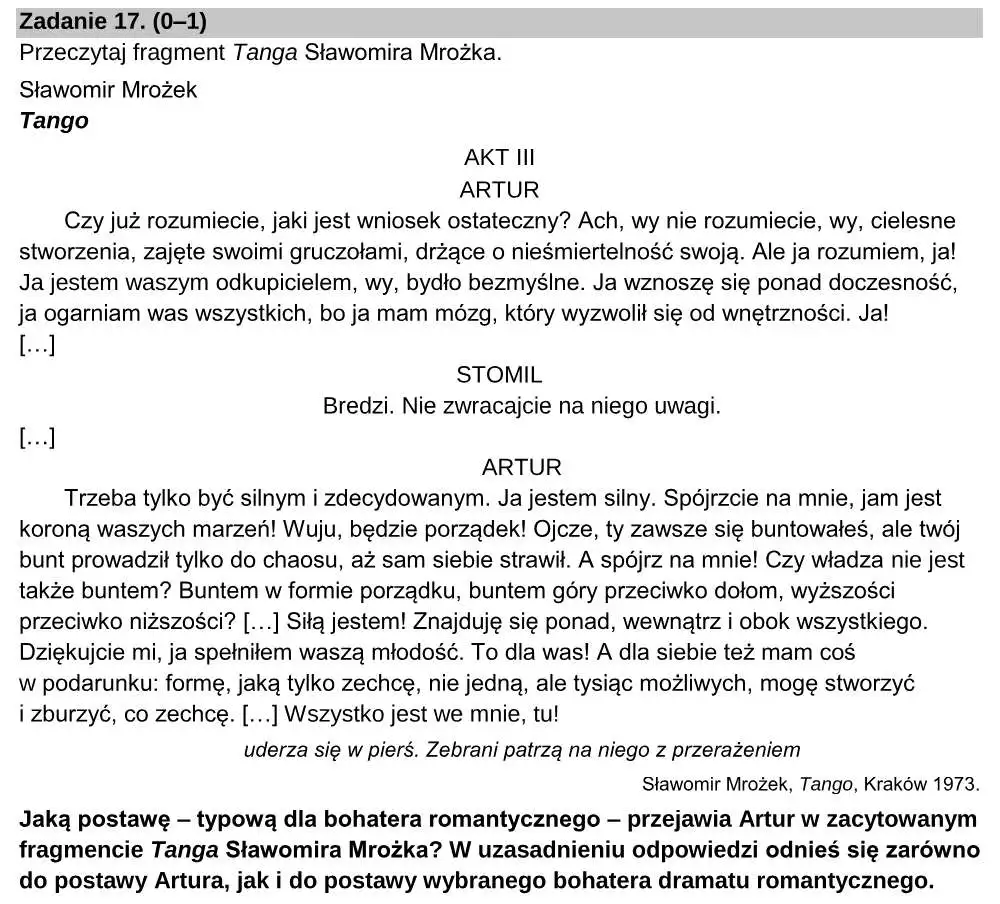 Zadanie 17. (0–1)
Przeczytaj fragment Tanga Sławomira Mrożka.
Sławomir Mrożek
Tango
AKT III
ARTUR
Czy już rozumiecie, jaki jest wniosek ostateczny? Ach, wy nie rozumiecie, wy, cielesne
stworzenia, zajęte swoimi gruczołami, drżące o nieśmiertelność swoją. Ale ja rozumiem, ja!
Ja jestem waszym odkupicielem, wy, bydło bezmyślne. Ja wznoszę się ponad doczesność,
ja ogarniam was wszystkich, bo ja mam mózg, który wyzwolił się od wnętrzności. Ja!
[…]
STOMIL
Bredzi. Nie zwracajcie na niego uwagi.
[…]
ARTUR
Trzeba tylko być silnym i zdecydowanym. Ja jestem silny. Spójrzcie na mnie, jam jest
koroną waszych marzeń! Wuju, będzie porządek! Ojcze, ty zawsze się buntowałeś, ale twój
bunt prowadził tylko do chaosu, aż sam siebie strawił. A spójrz na mnie! Czy władza nie jest
także buntem? Buntem w formie porządku, buntem góry przeciwko dołom, wyższości
przeciwko niższości? […] Siłą jestem! Znajduję się ponad, wewnątrz i obok wszystkiego.
Dziękujcie mi, ja spełniłem waszą młodość. To dla was! A dla siebie też mam coś
w podarunku: formę, jaką tylko zechcę, nie jedną, ale tysiąc możliwych, mogę stworzyć
i zburzyć, co zechcę. […] Wszystko jest we mnie, tu!
uderza się w pierś. Zebrani patrzą na niego z przerażeniem
Sławomir Mrożek, Tango, Kraków 1973.
Jaką postawę – typową dla bohatera romantycznego – przejawia Artur w zacytowanym
fragmencie Tanga Sławomira Mrożka? W uzasadnieniu odpowiedzi odnieś się zarówno
do postawy Artura, jak i do postawy wybranego bohatera dramatu romantycznego.